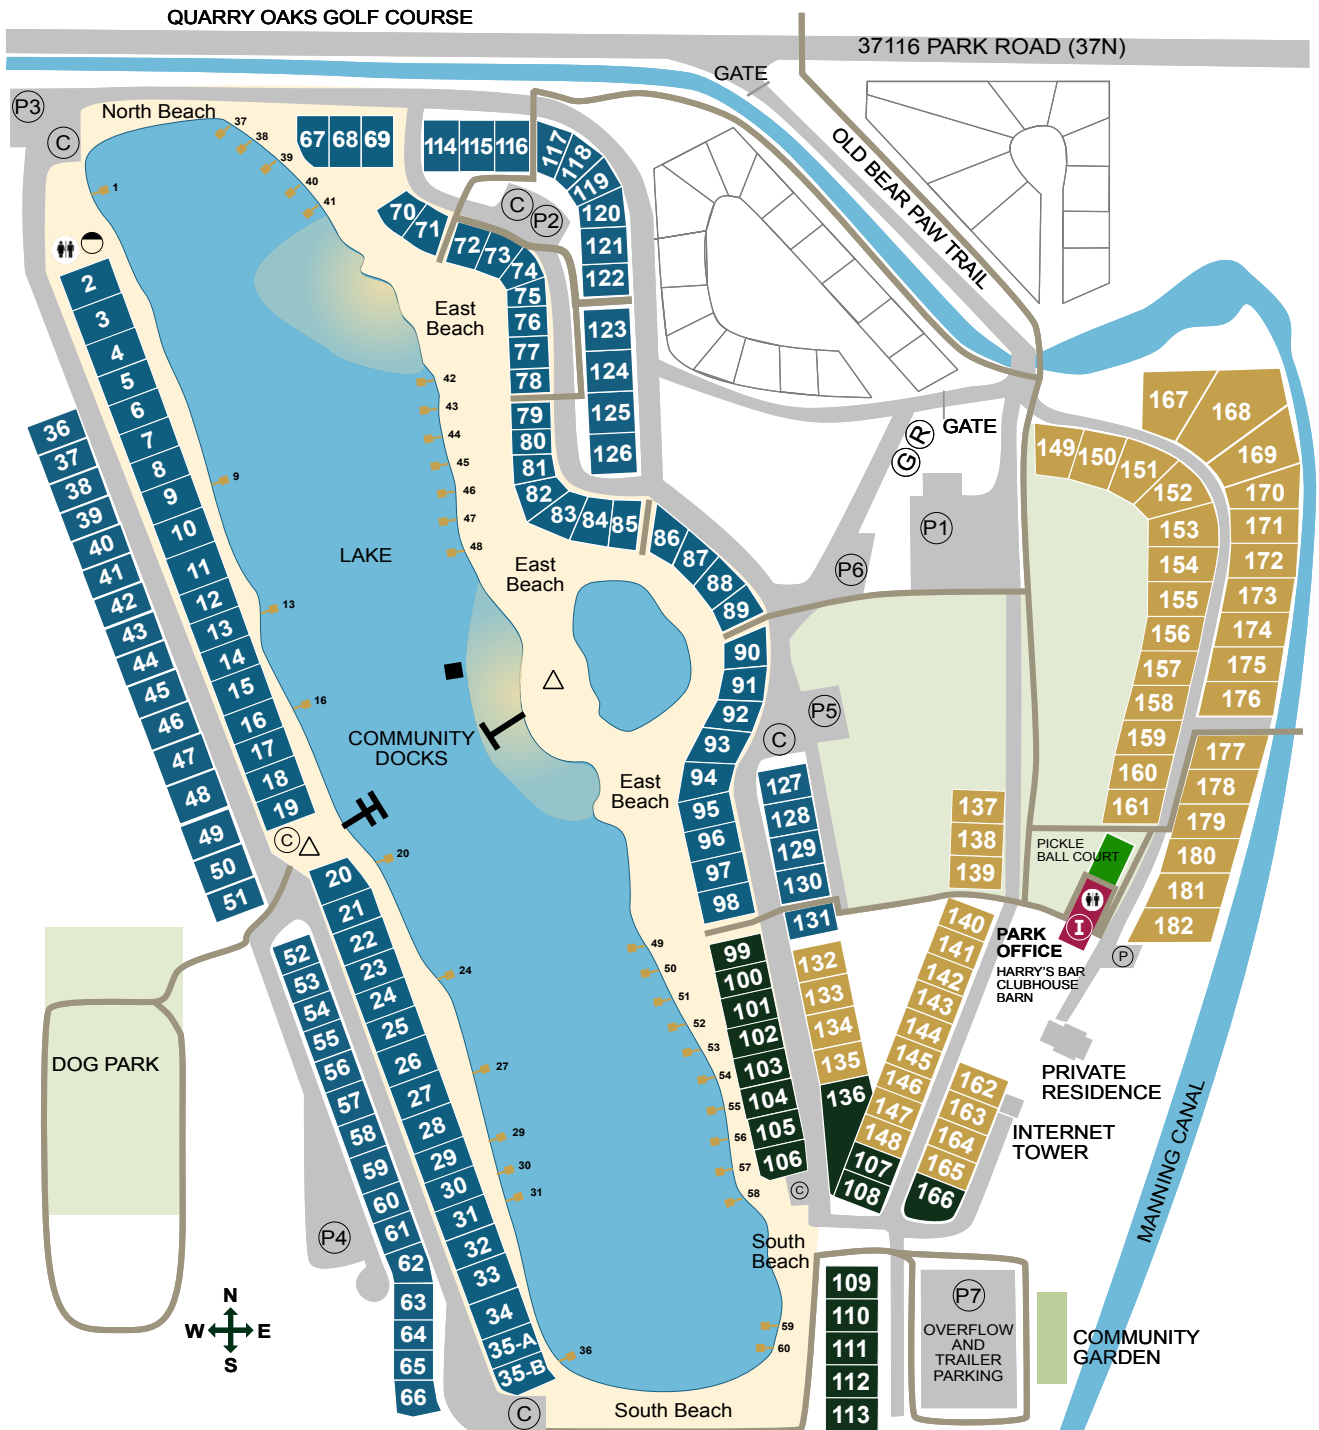 QUARRY OAKS GOLF COURSE
37116 PARK ROAD (37N)
GATE
P3
C
North Beach
OLD BEAR PAW TRAIL
37
38
39
40
41
1
67 68 69
114 115 116 117 118 119 120 121 122
123 124 125 126
C
P2
70 71
72 73 74 75 76 77 78
79 80 81 82 83 84 85
86 87 88 89
East
Beach
2 3 4 5 6 7 8 9 10 11 12 13 14 15 16 17 18 19
36 37 38 39 40 41 42 43 44 45 46 47 48 49 50 51
42
43
44
45
46
47
48
9
13
16
LAKE
East
Beach
COMMUNITY
DOCKS
East
Beach
GATE
R
G
P1
P6
P5
C
149 150 151 152 153 154 155 156 157 158 159 160 161
167 168 169 170 171 172 173 174 175 176
177 178 179 180 181 182
90 91 92 93 94 95 96 97 98
127 128 129 130 131
137 138 139
PICKLE
BALL COURT
I
PARK
OFFICE
HARRY'S BAR
CLUBHOUSE
BARN
P
C
20
20 21 22 23 24 25 26 27 28 29 30 31 32 33 34 35-A 35-B
52 53 54 55 56 57 58 59 60 61 62 63 64 65 66
24
27
29
30
31
36
49
50
51
52
53
54
55
56
57
58
59
60
99 100 101 102 103 104 105 106
C
132 133 134 135 136
140 141 142 143 144 145 146 147 148 107 108
162 163 164 165 166
PRIVATE
RESIDENCE
INTERNET
TOWER
MANNING CANAL
DOG PARK
P4
N
W E
S
South
Beach
109
110
111
112
113
P7
OVERFLOW
AND
TRAILER
PARKING
COMMUNITY
GARDEN
C
South Beach